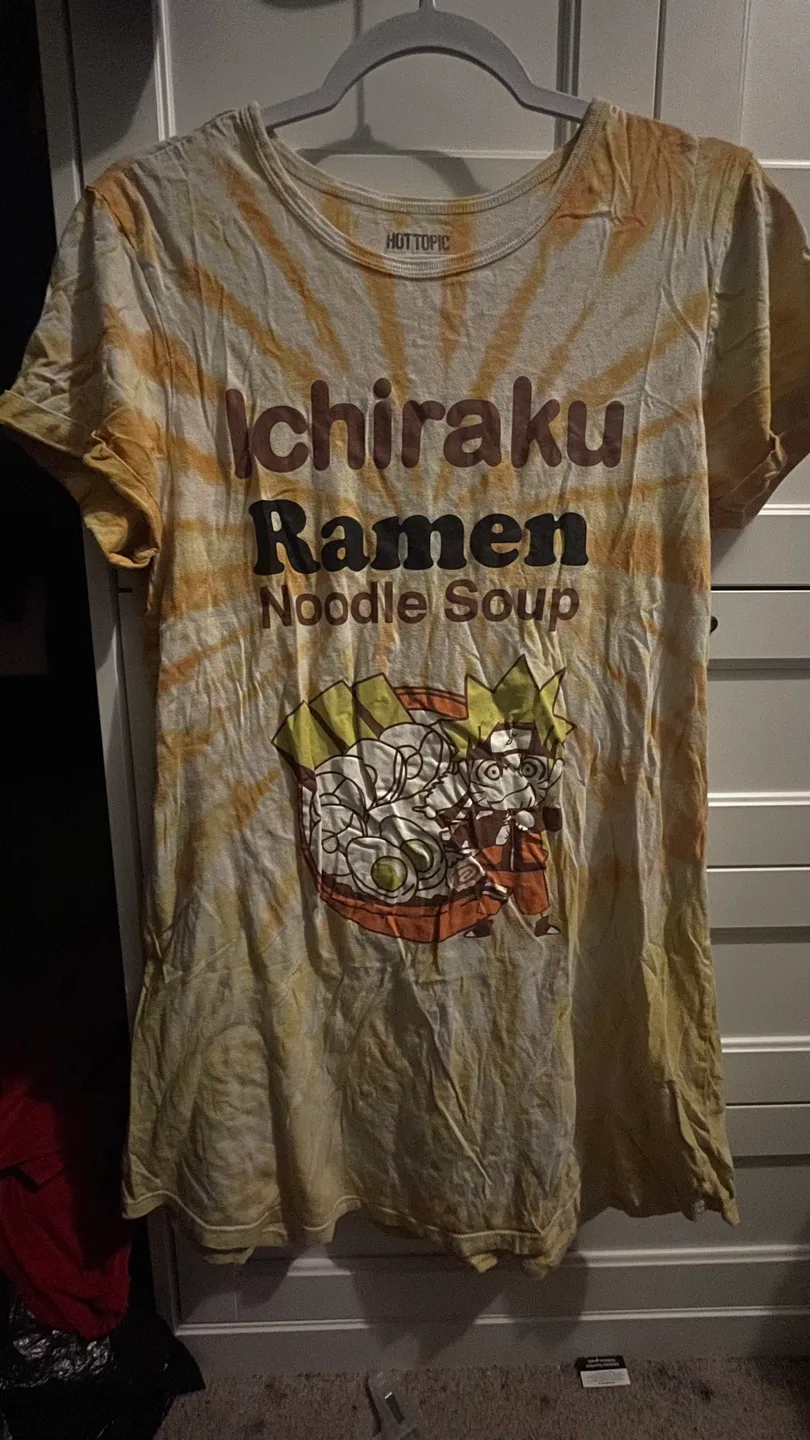 HOT TOPIC
Ichiraku
Ramen
Noodle Soup